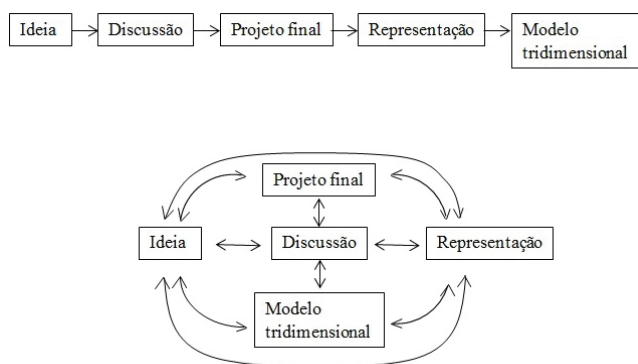 Ideia
Discussão
Projeto final
Representação
Modelo
tridimensional
Projeto final
Ideia
Discussão
Representação
Modelo
tridimensional